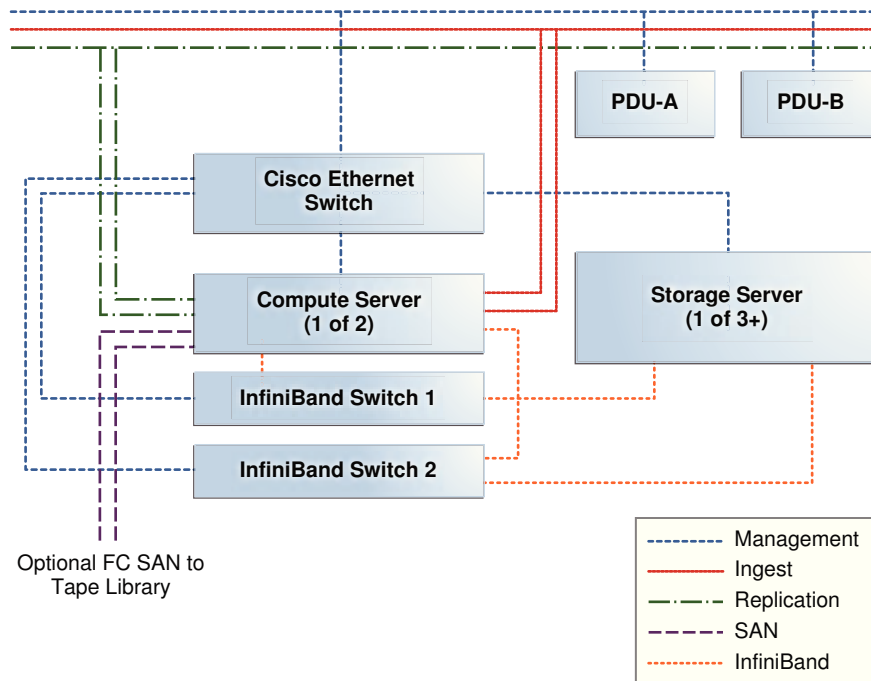 PDU-A
PDU-B
Cisco Ethernet
Switch
Compute Server
(1 of 2)
Storage Server
(1 of 3+)
InfiniBand Switch 1
InfiniBand Switch 2
Optional FC SAN to
Tape Library
Management
Ingest
Replication
SAN
InfiniBand